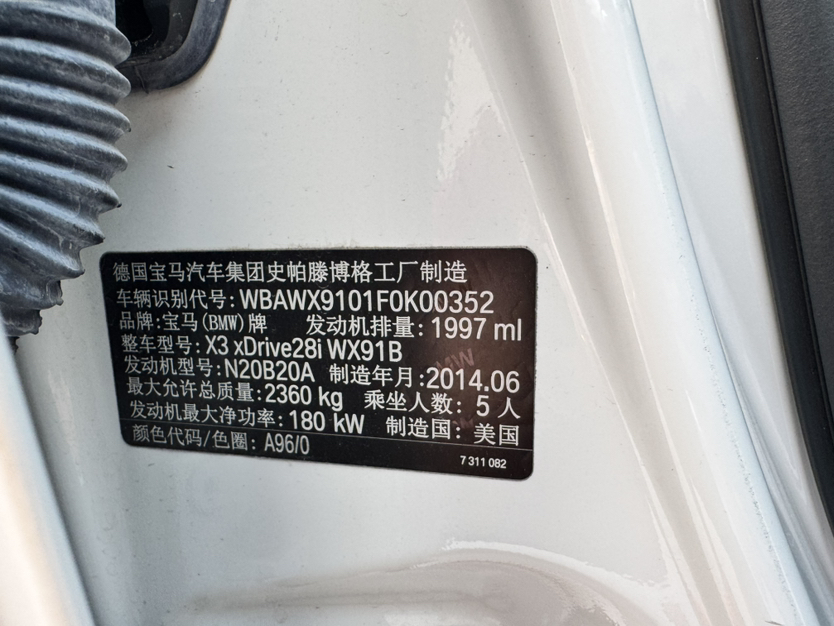 德国宝马汽车集团史帕滕博格工厂制造
车辆识别代号:WBAWX9101F0K00352
品牌:宝马(BMW)牌 发动机排量:1997 ml
整车型号:X3 xDrive28i WX91B
发动机型号:N20B20A 制造年月:2014.06
最大允许总质量:2360 kg 乘坐人数:5 人
发动机最大净功率:180 kW 制造国:美国
颜色代码/色圈:A96/0
7 311 082